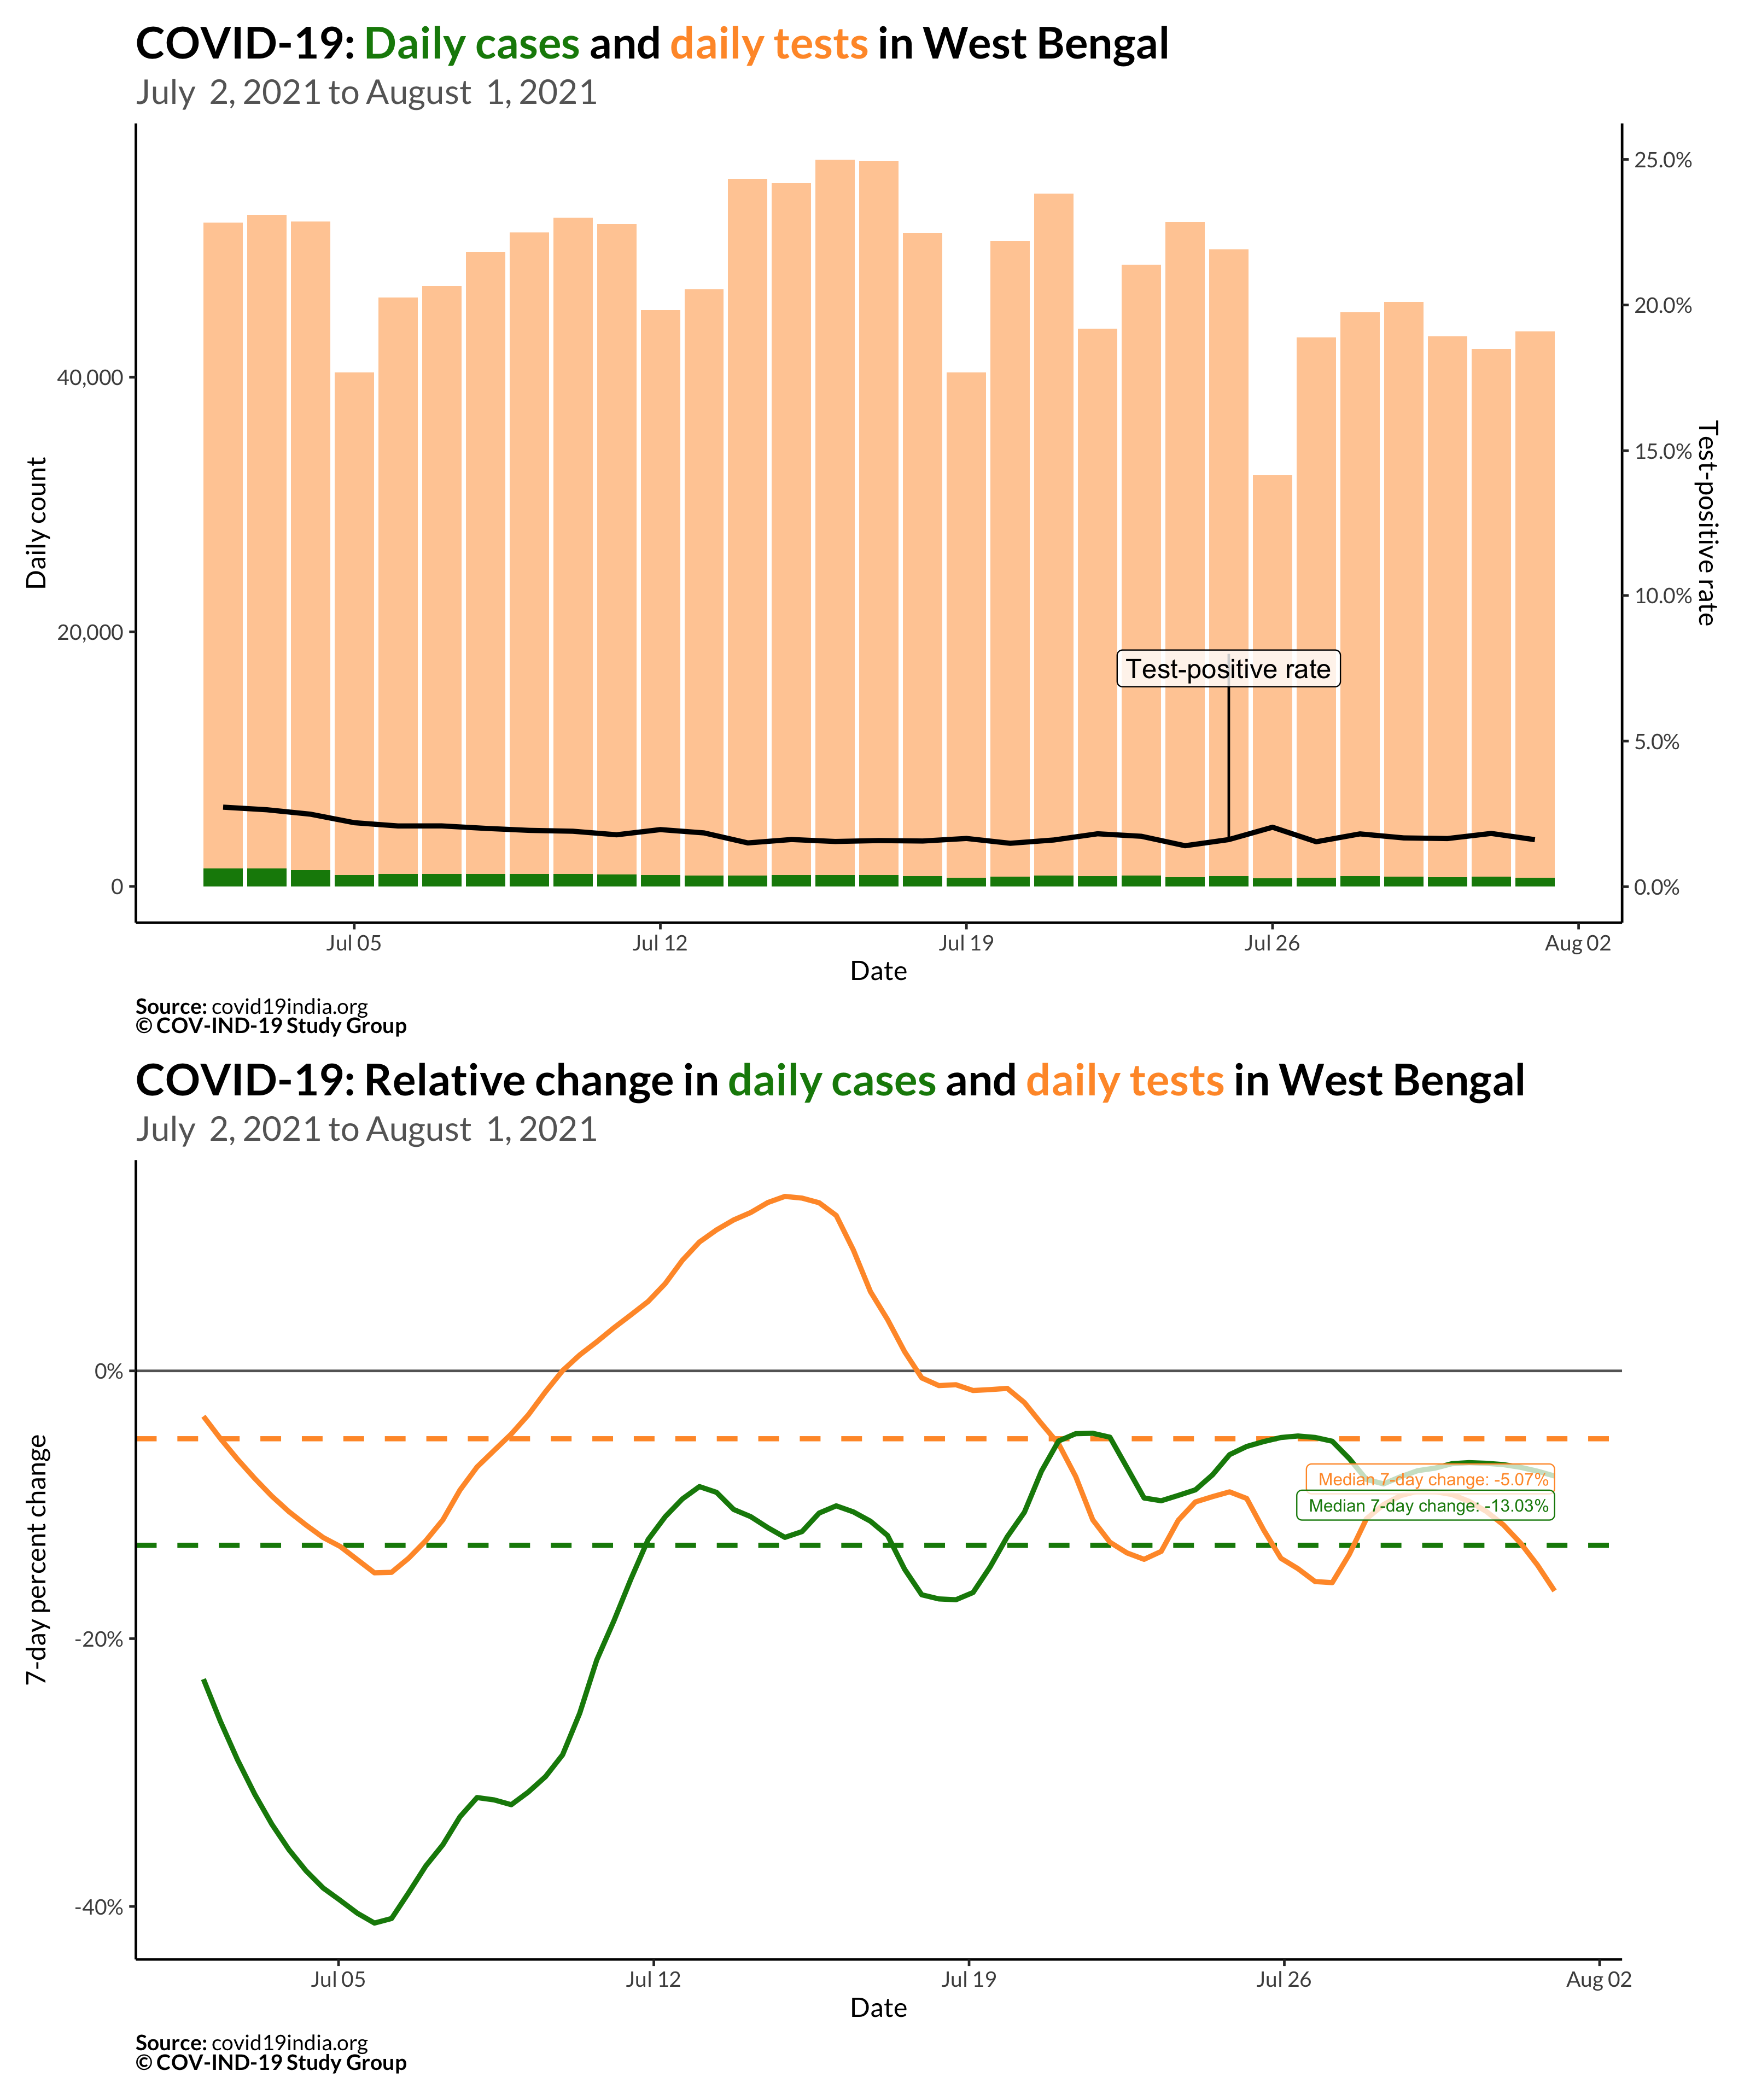 COVID-19: Daily cases and daily tests in West Bengal
July 2, 2021 to August 1, 2021
25.0%
20.0%
40,000
15.0%
Daily count
Test-positive rate
10.0%
20,000
Test-positive rate
5.0%
0
0.0%
Jul 05
Jul 12
Jul 19
Jul 26
Aug 02
Date
Source: covid19india.org
© COV-IND-19 Study Group
COVID-19: Relative change in daily cases and daily tests in West Bengal
July 2, 2021 to August 1, 2021
0%
Median 7-day change: -5.07%
Median 7-day change: -13.03%
7-day percent change
-20%
-40%
Jul 05
Jul 12
Jul 19
Jul 26
Aug 02
Date
Source: covid19india.org
© COV-IND-19 Study Group